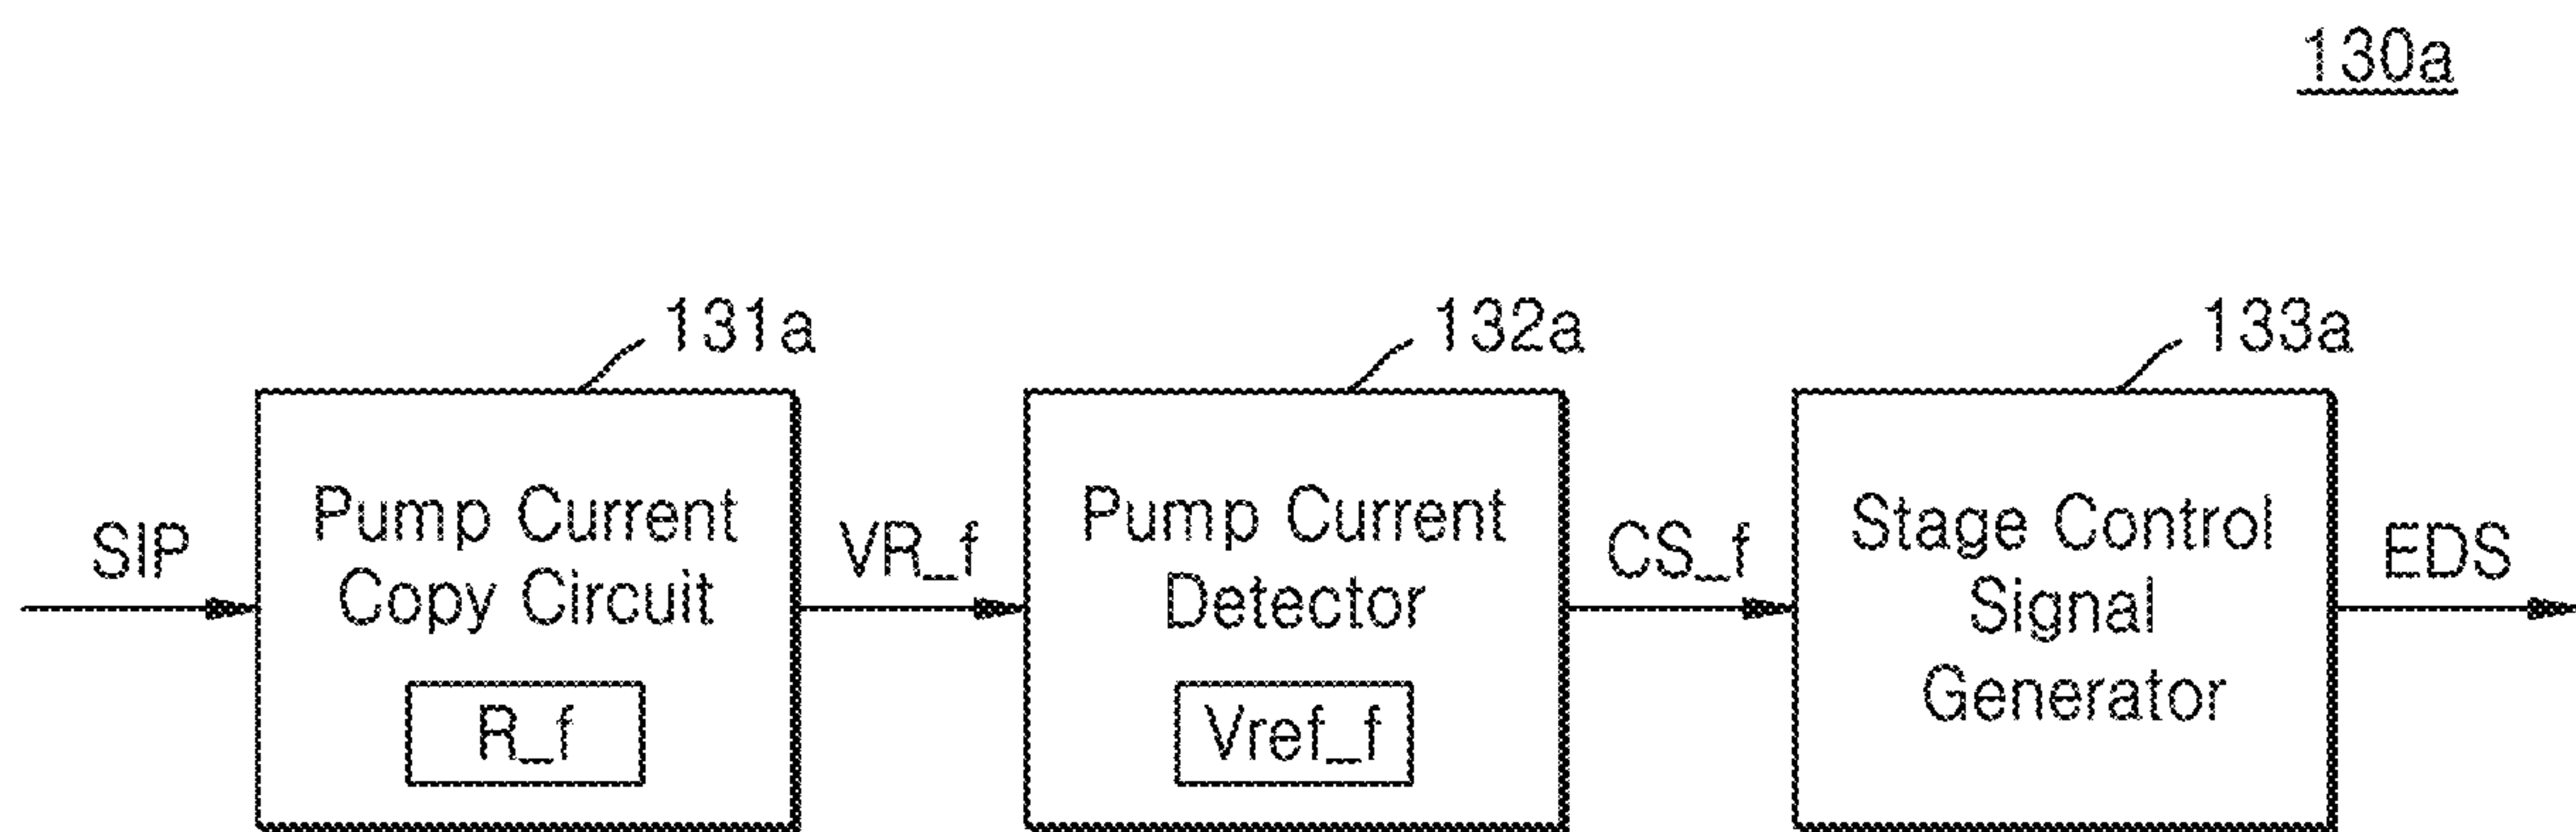 130a
131a
132a
133a
SIP
Pump Current
Copy Circuit
R_f
VR_f
Pump Current
Detector
Vref_f
CS_f
Stage Control
Signal
Generator
EDS